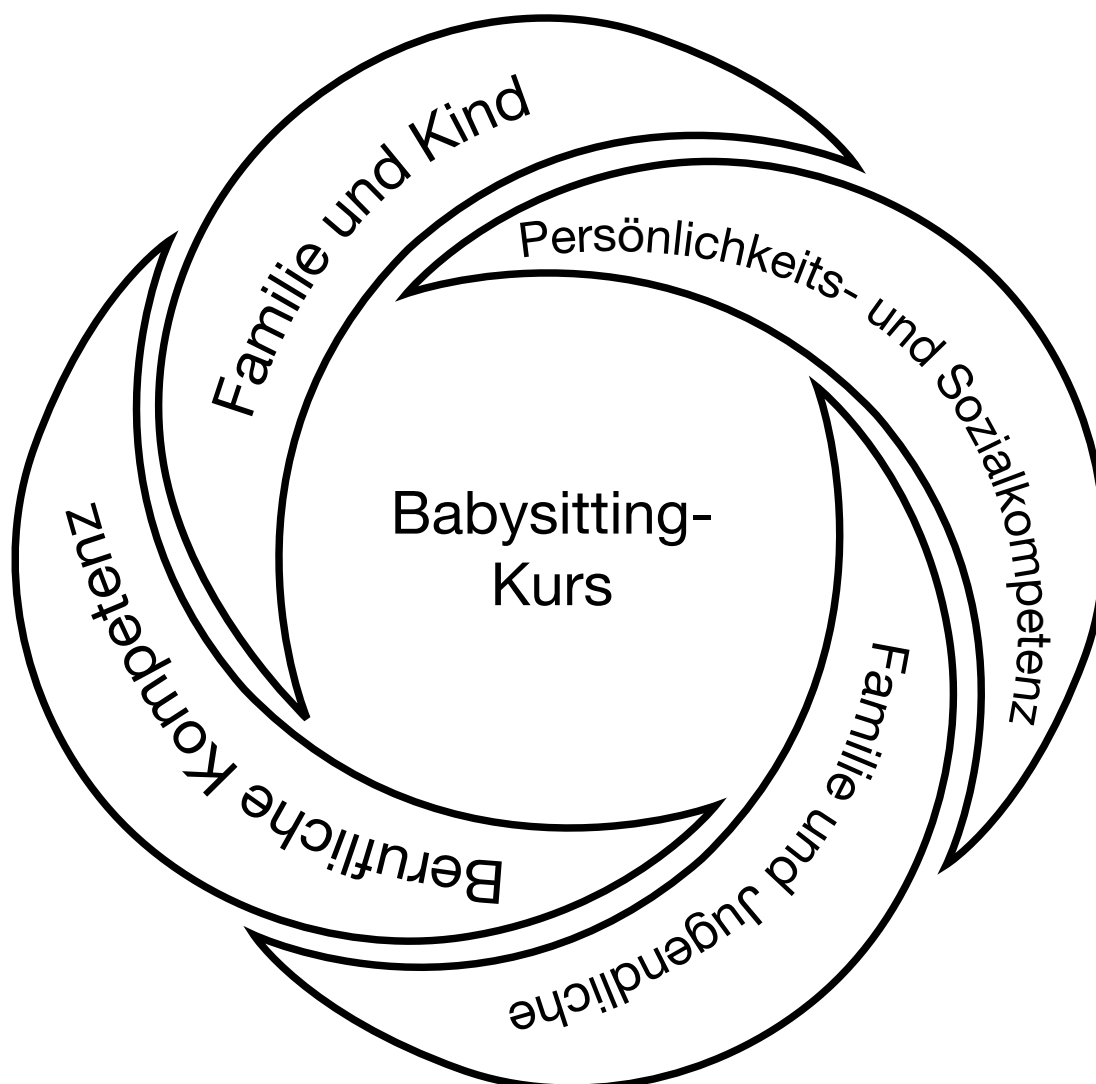 Familie und Kind
Persönlichkeits- und Sozialkompetenz
Babysitting-
Kurs
Familie und Jugendliche
Berufliche Kompetenz